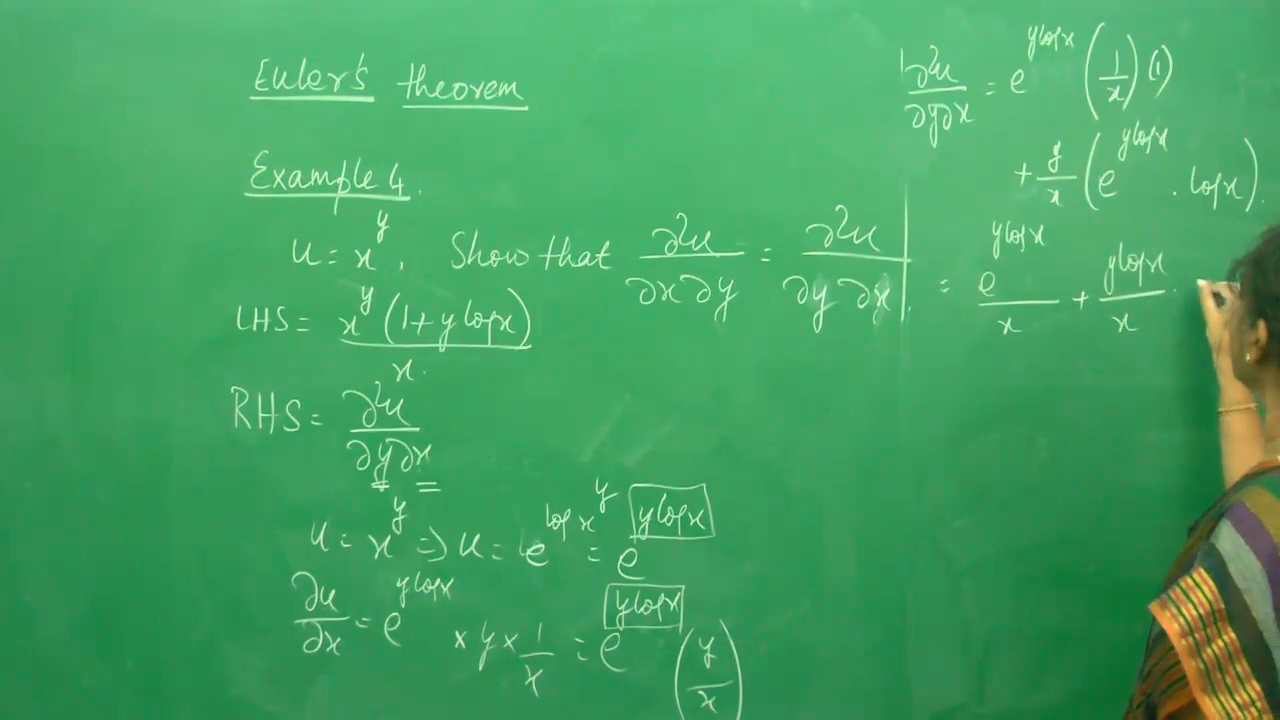 Euler's theorem
Example 4.
u = x^y, Show that ∂²u/∂x∂y = ∂²u/∂y∂x.
LHS = x^y (1 + y log x)/x.
RHS = ∂²u/∂y∂x
u = x^y ⇒ u = e^(log x^y) = e^(y log x)
∂u/∂x = e^(y log x) × y × 1/x = e^(y log x) (y/x)
∂²u/∂y∂x = e^(y log x) (1/x) (1)
+ y/x (e^(y log x) . log x).
= e^(y log x)/x + y log x/x .